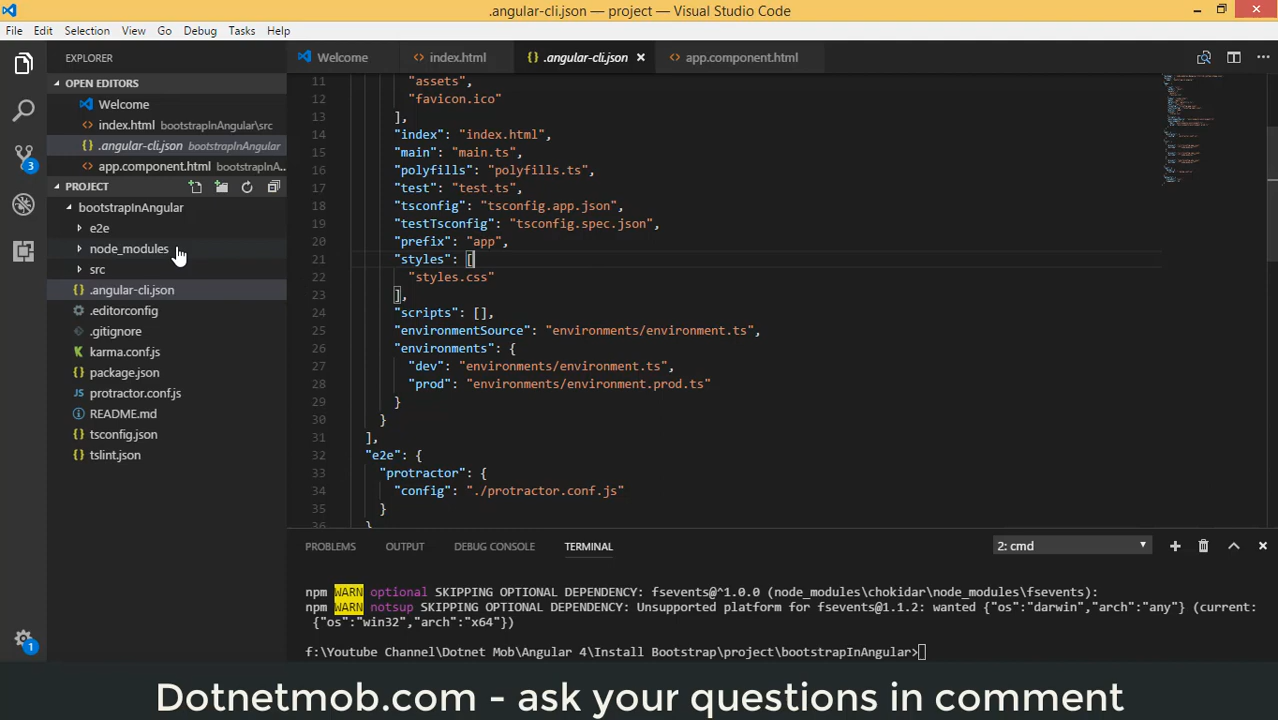 .angular-cli.json — project — Visual Studio Code
File Edit Selection View Go Debug Tasks Help
EXPLORER
Welcome
index.html
.angular-cli.json
app.component.html
OPEN EDITORS
Welcome
index.html bootstrapInAngular\src
.angular-cli.json bootstrapInAngular
app.component.html bootstrapInA...
PROJECT
bootstrapInAngular
e2e
node_modules
src
.angular-cli.json
.editorconfig
.gitignore
karma.conf.js
package.json
protractor.conf.js
README.md
tsconfig.json
tslint.json
3
1
11 "assets",
12 "favicon.ico"
13 ],
14 "index": "index.html",
15 "main": "main.ts",
16 "polyfills": "polyfills.ts",
17 "test": "test.ts",
18 "tsconfig": "tsconfig.app.json",
19 "testTsconfig": "tsconfig.spec.json",
20 "prefix": "app",
21 "styles": [
22 "styles.css"
23 ],
24 "scripts": [],
25 "environmentSource": "environments/environment.ts",
26 "environments": {
27 "dev": "environments/environment.ts",
28 "prod": "environments/environment.prod.ts"
29 }
30 }
31 ],
32 "e2e": {
33 "protractor": {
34 "config": "./protractor.conf.js"
35 }
36 }
PROBLEMS OUTPUT DEBUG CONSOLE TERMINAL 2: cmd
npm WARN optional SKIPPING OPTIONAL DEPENDENCY: fsevents@^1.0.0 (node_modules\chokidar\node_modules\fsevents):
npm WARN notsup SKIPPING OPTIONAL DEPENDENCY: Unsupported platform for fsevents@1.1.2: wanted {"os":"darwin","arch":"any"} (current:
{"os":"win32","arch":"x64"})
f:\Youtube Channel\Dotnet Mob\Angular 4\Install Bootstrap\project\bootstrapInAngular>
Dotnetmob.com - ask your questions in comment